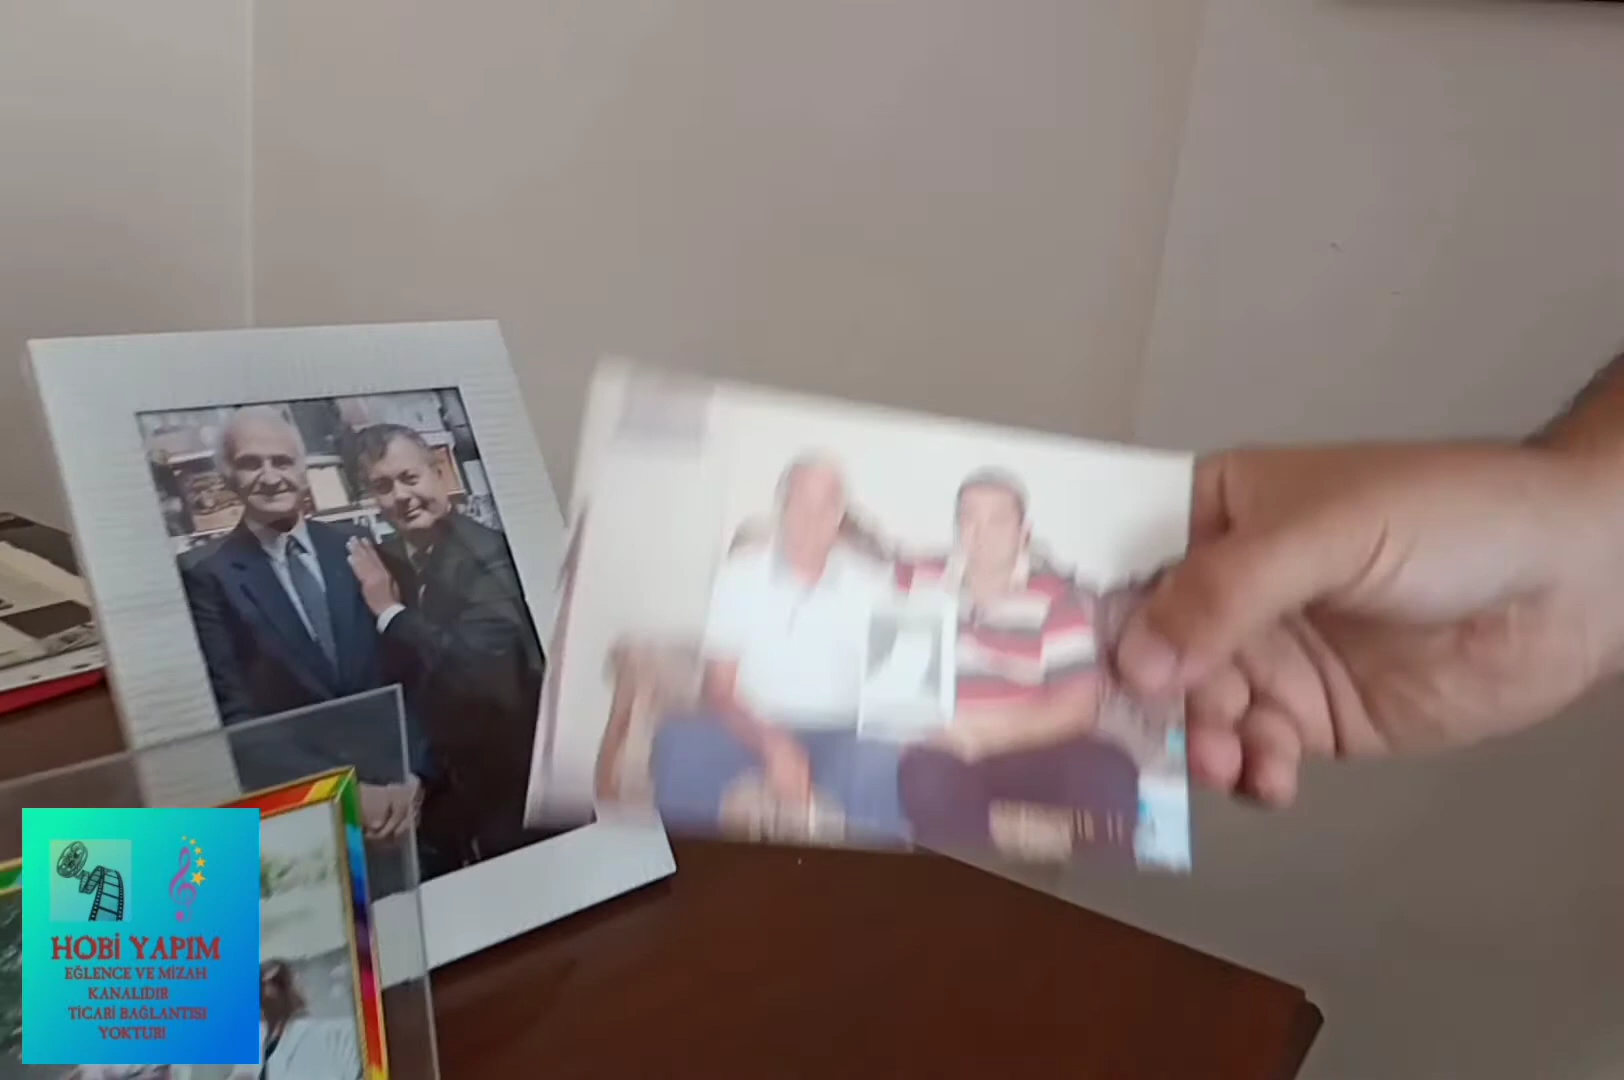 HOBİ YAPIM
EĞLENCE VE MİZAH
KANALIDIR
TİCARİ BAĞLANTISI
YOKTUR!